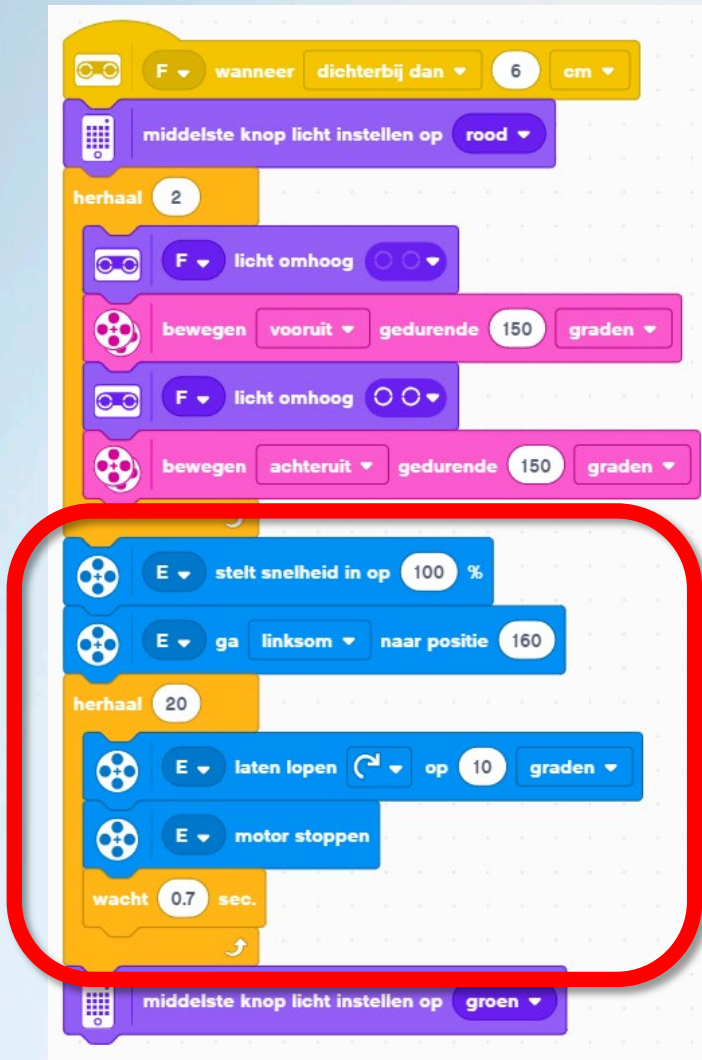 F wanneer dichterbij dan 6 cm
middelste knop licht instellen op rood
herhaal 2
F licht omhoog
bewegen vooruit gedurende 150 graden
F licht omhoog
bewegen achteruit gedurende 150 graden
E stelt snelheid in op 100 %
E ga linksom naar positie 160
herhaal 20
E laten lopen op 10 graden
E motor stoppen
wacht 0.7 sec.
middelste knop licht instellen op groen